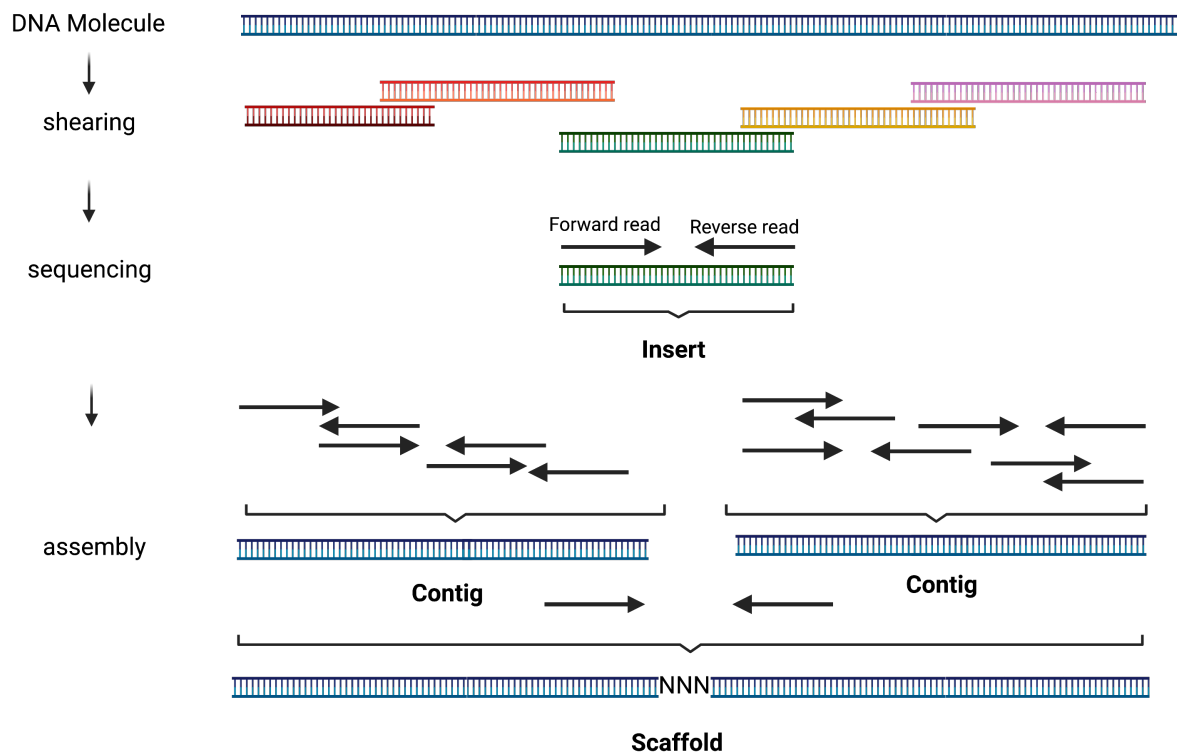 DNA Molecule
shearing
Forward read
Reverse read
sequencing
Insert
assembly
Contig
Contig
NNN
Scaffold